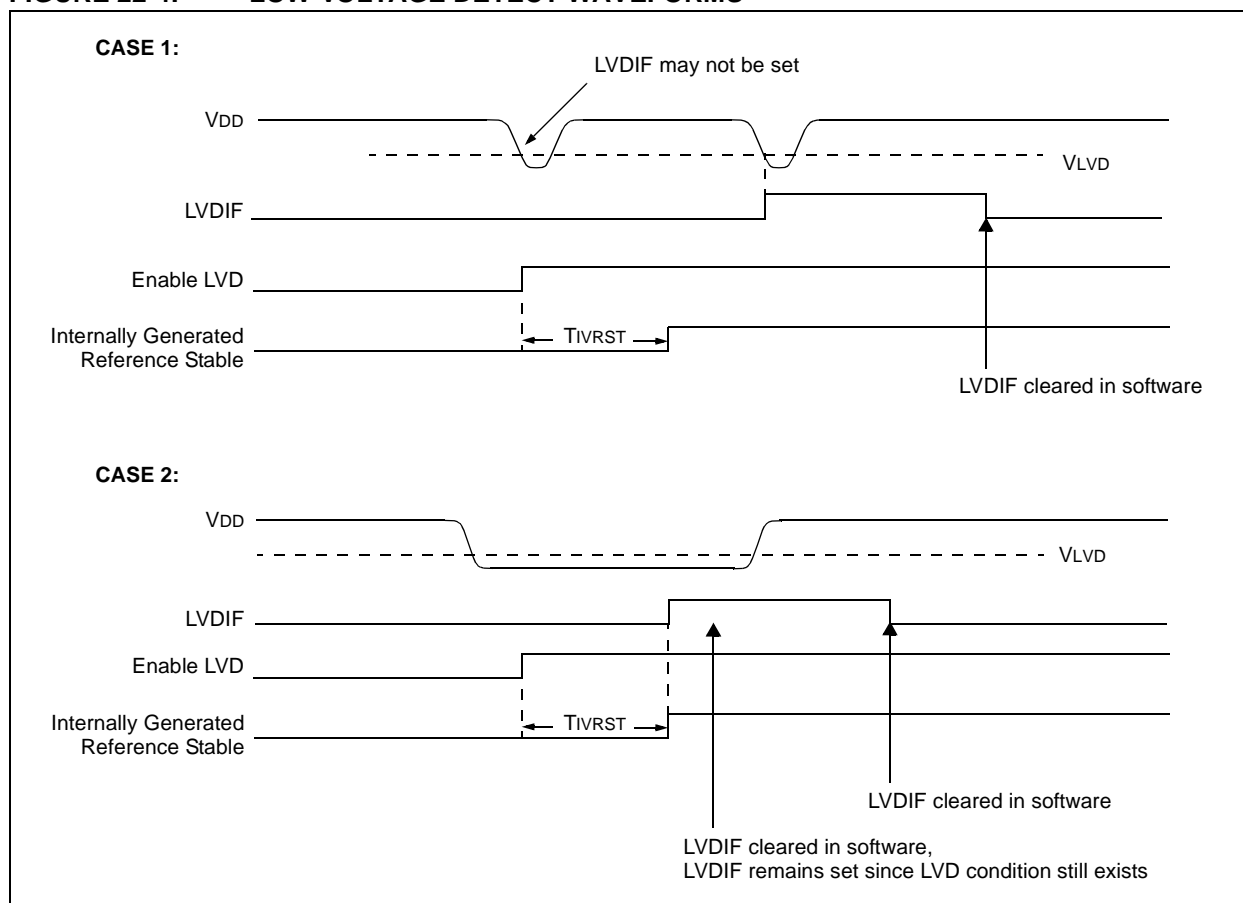 CASE 1:
LVDIF may not be set
VDD
VLVD
LVDIF
Enable LVD
TIVRST
Internally Generated
Reference Stable
LVDIF cleared in software
CASE 2:
VDD
VLVD
LVDIF
Enable LVD
TIVRST
Internally Generated
Reference Stable
LVDIF cleared in software
LVDIF cleared in software,
LVDIF remains set since LVD condition still exists